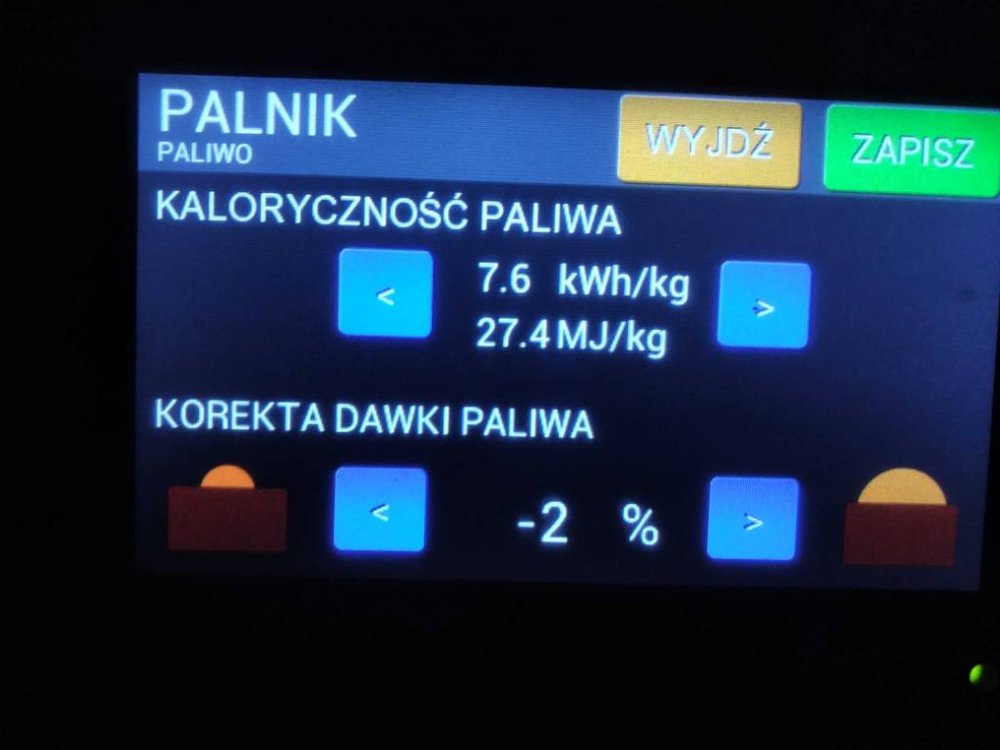 PALNIK
PALIWO
WYJDŹ
ZAPISZ
KALORYCZNOŚĆ PALIWA
<
7.6 kWh/kg
27.4 MJ/kg
>
KOREKTA DAWKI PALIWA
<
-2 %
>